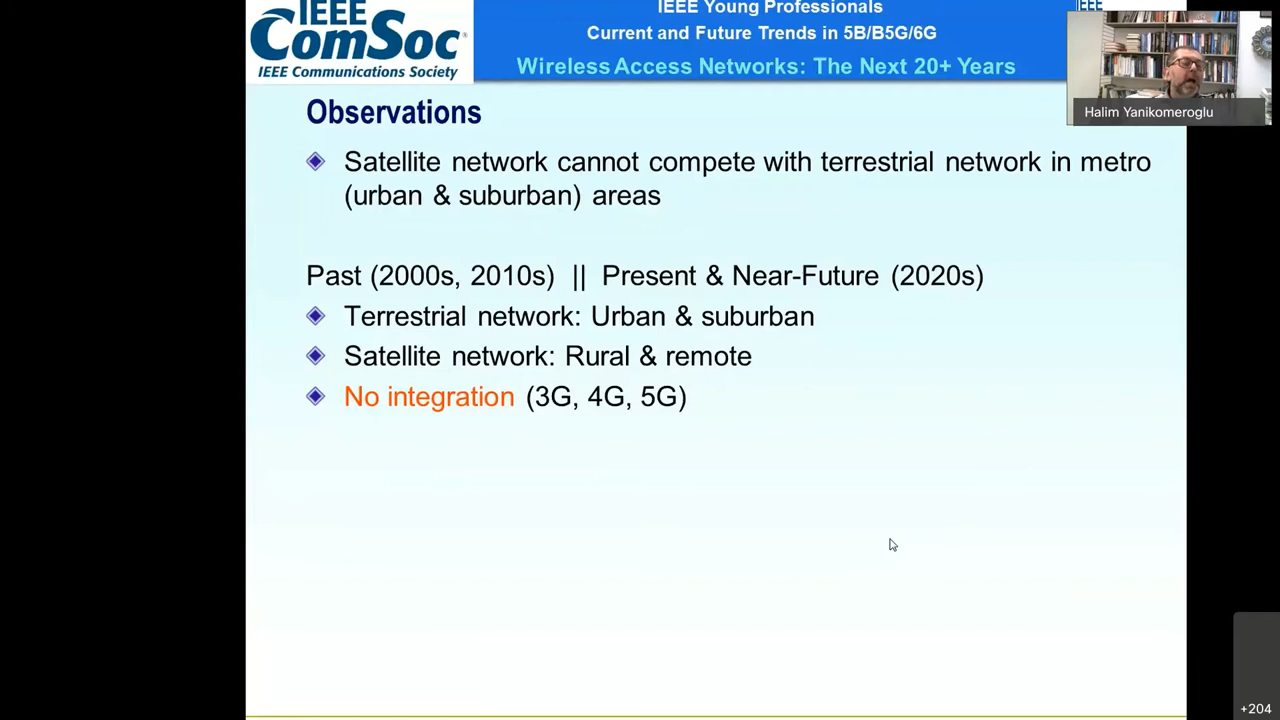 IEEE
ComSoc®
IEEE Communications Society
IEEE Young Professionals
Current and Future Trends in 5B/B5G/6G
Wireless Access Networks: The Next 20+ Years
IEEE
Halim Yanikomeroglu
Observations
Satellite network cannot compete with terrestrial network in metro
(urban & suburban) areas
Past (2000s, 2010s) || Present & Near-Future (2020s)
Terrestrial network: Urban & suburban
Satellite network: Rural & remote
No integration (3G, 4G, 5G)
+204